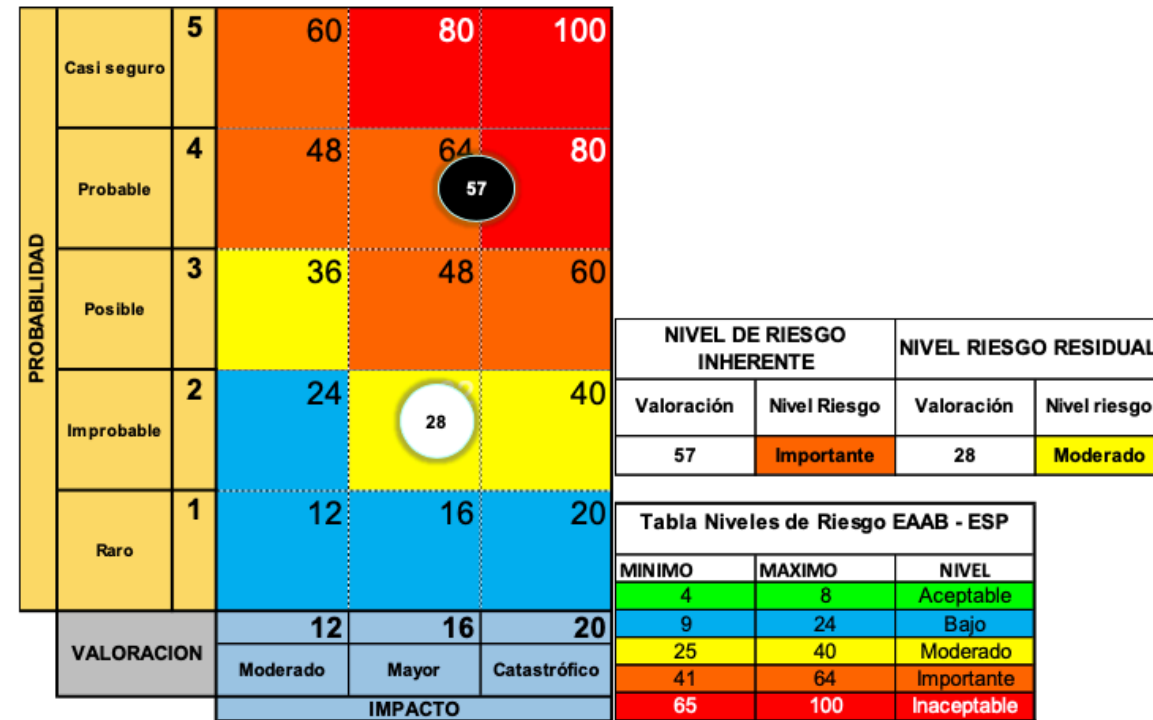 PROBABILIDAD
Casi seguro 5 60 80 100
Probable 4 48 64 80
57
Posible 3 36 48 60
Improbable 2 24 40
28
Raro 1 12 16 20
VALORACION 12 16 20
Moderado Mayor Catastrófico
IMPACTO
NIVEL DE RIESGO INHERENTE NIVEL RIESGO RESIDUAL
Valoración Nivel Riesgo Valoración Nivel riesgo
57 Importante 28 Moderado
Tabla Niveles de Riesgo EAAB - ESP
MINIMO MAXIMO NIVEL
4 8 Aceptable
9 24 Bajo
25 40 Moderado
41 64 Importante
65 100 Inaceptable